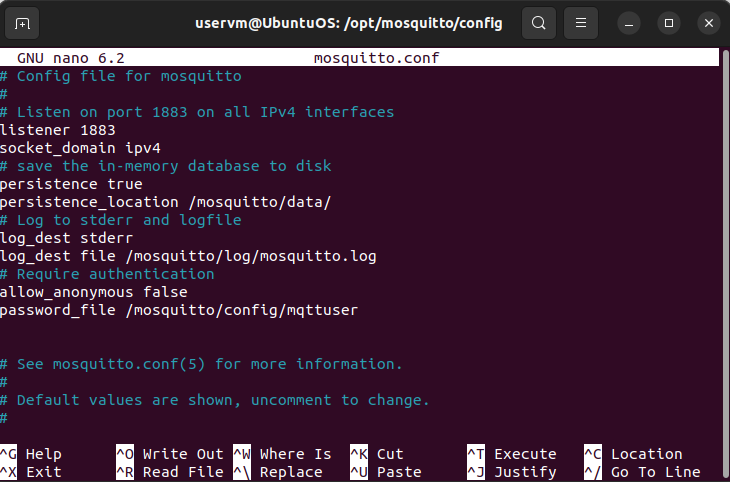 uservm@UbuntuOS: /opt/mosquitto/config
GNU nano 6.2 mosquitto.conf
# Config file for mosquitto
#
# Listen on port 1883 on all IPv4 interfaces
listener 1883
socket_domain ipv4
# save the in-memory database to disk
persistence true
persistence_location /mosquitto/data/
# Log to stderr and logfile
log_dest stderr
log_dest file /mosquitto/log/mosquitto.log
# Require authentication
allow_anonymous false
password_file /mosquitto/config/mqttuser
# See mosquitto.conf(5) for more information.
#
# Default values are shown, uncomment to change.
#
^G Help ^O Write Out ^W Where Is ^K Cut ^T Execute ^C Location
^X Exit ^R Read File ^\ Replace ^U Paste ^J Justify ^/ Go To Line